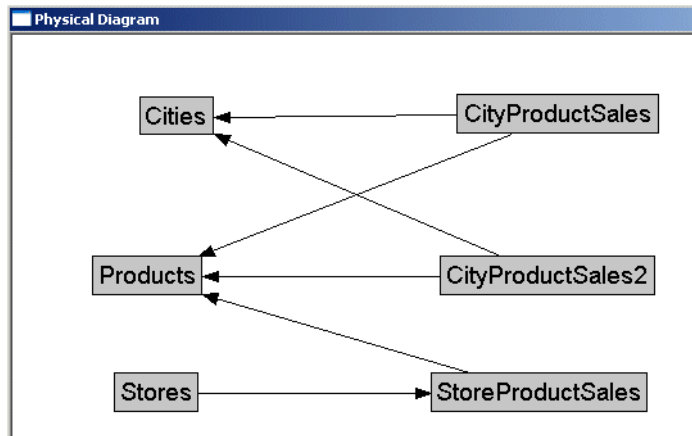 Physical Diagram
Cities
CityProductSales
Products
CityProductSales2
Stores
StoreProductSales